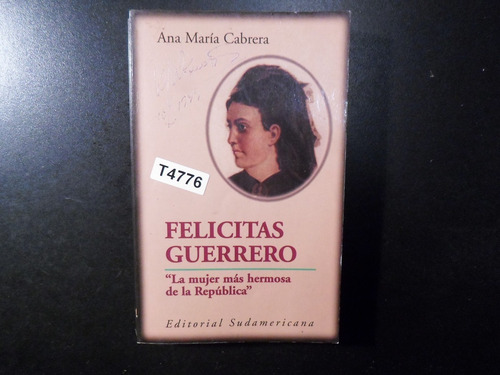 Ana María Cabrera
T4776
FELICITAS
GUERRERO
“La mujer más hermosa
de la República”
Editorial Sudamericana